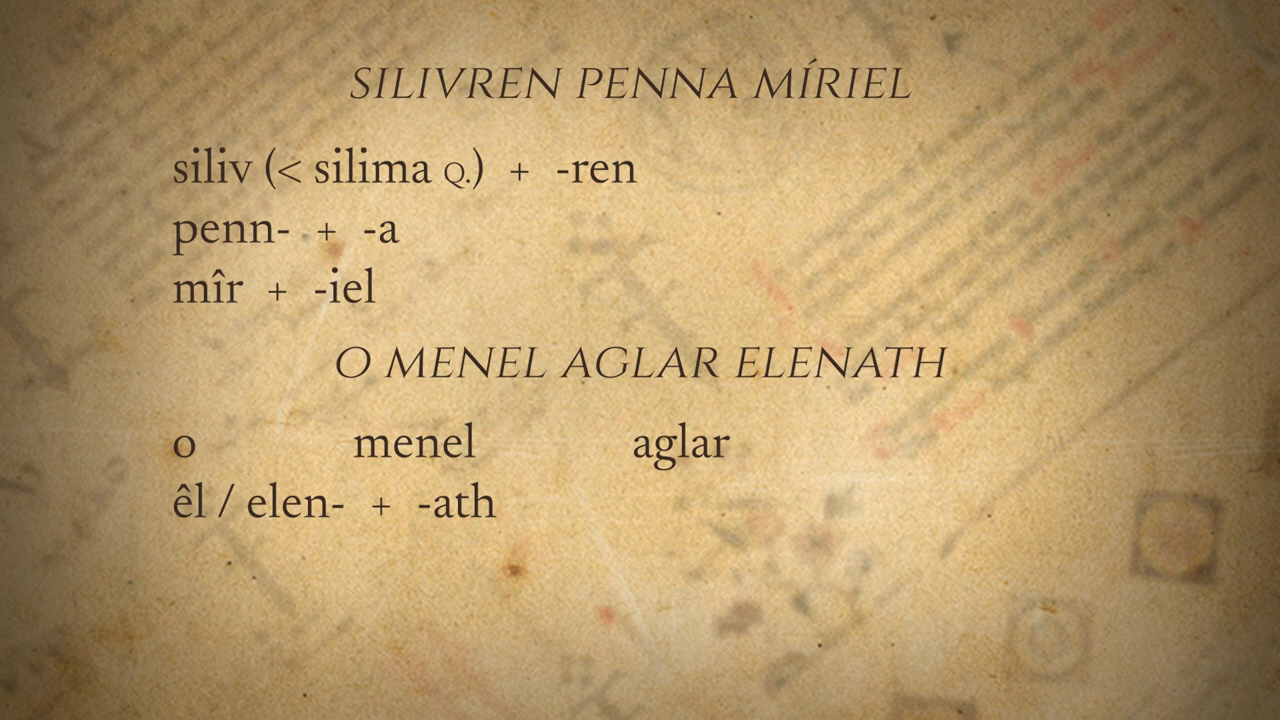 SILIVREN PENNA MÍRIEL
siliv (< silima Q.) + -ren
penn- + -a
mîr + -iel
O MENEL AGLAR ELENATH
o menel aglar
êl / elen- + -ath